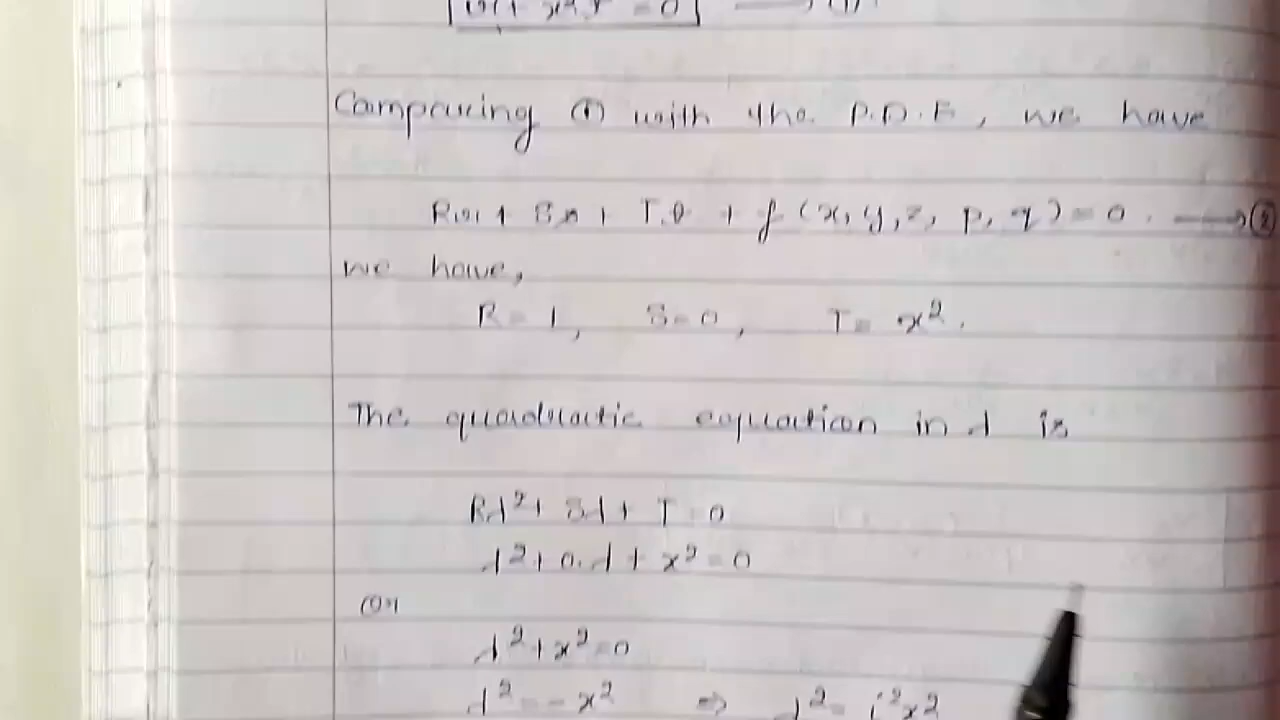 Comparing ① with the P.D.E, we have
Rr + Ss + Tt + f (x, y, z, p, q) = 0. ⟶ ②
we have,
R = 1, S = 0, T = x².
The quadratic equation in λ is
Rλ² + Sλ + T = 0
λ² + 0.λ + x² = 0
or
λ² + x² = 0
λ² = -x² ⇒ λ² = i²x²